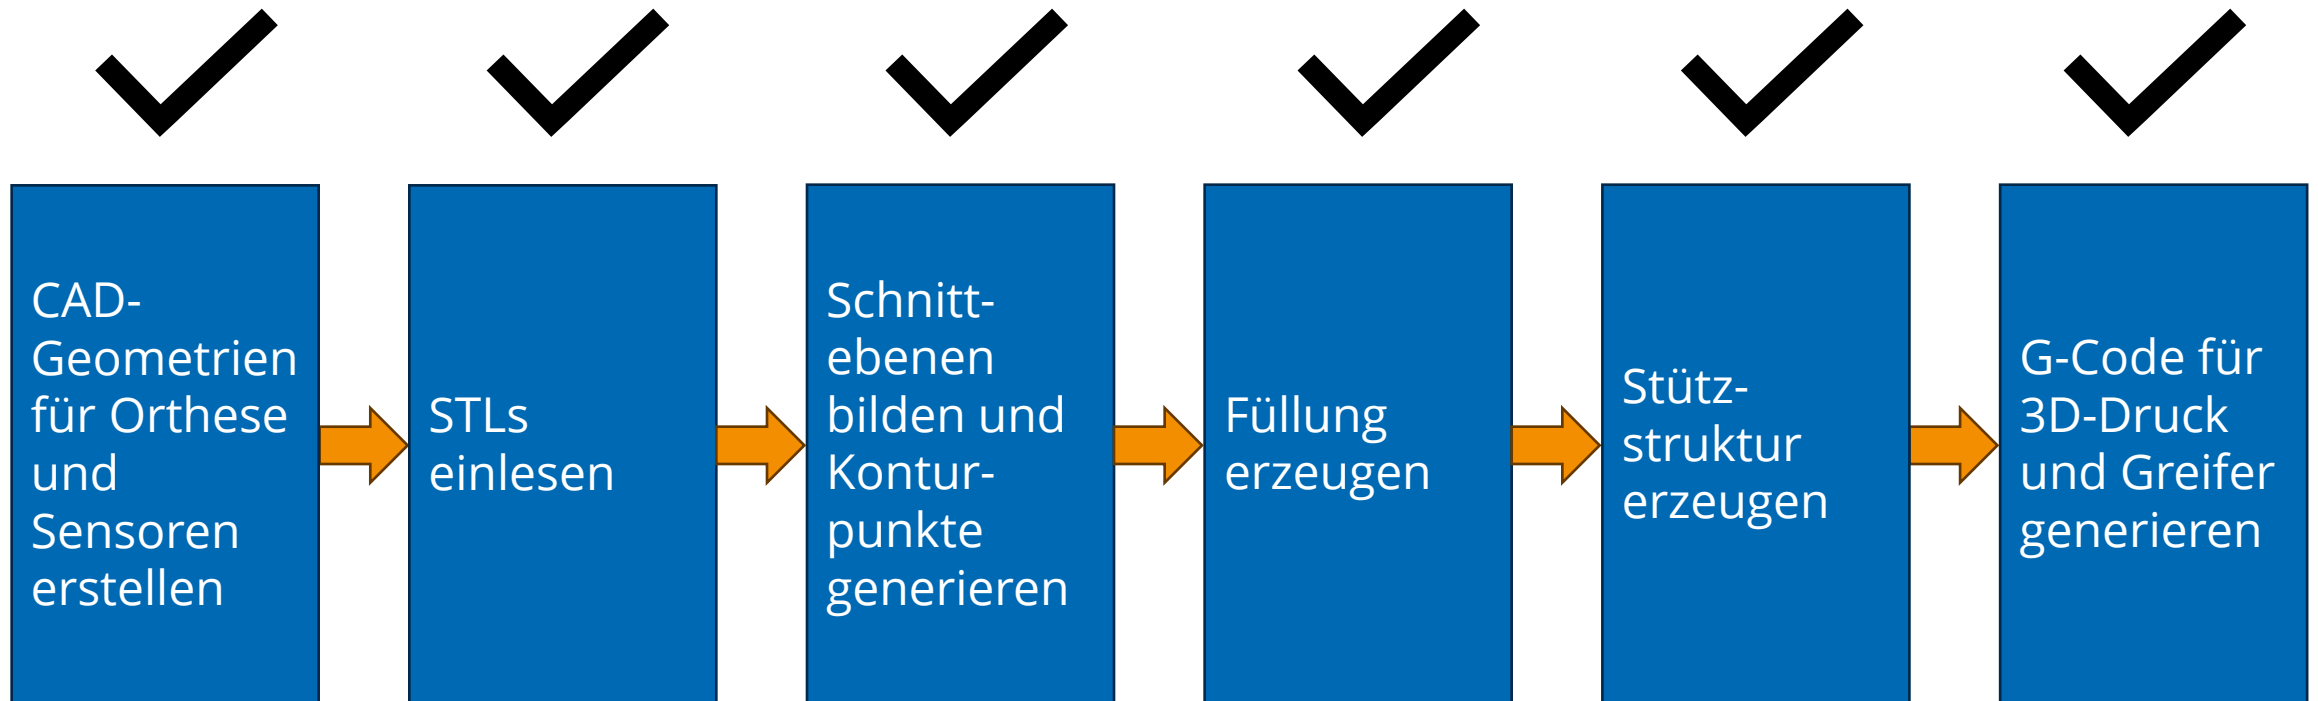 CAD-
Geometrien
für Orthese
und
Sensoren
erstellen
STLs
einlesen
Schnitt-
ebenen
bilden und
Kontur-
punkte
generieren
Füllung
erzeugen
Stütz-
struktur
erzeugen
G-Code für
3D-Druck
und Greifer
generieren